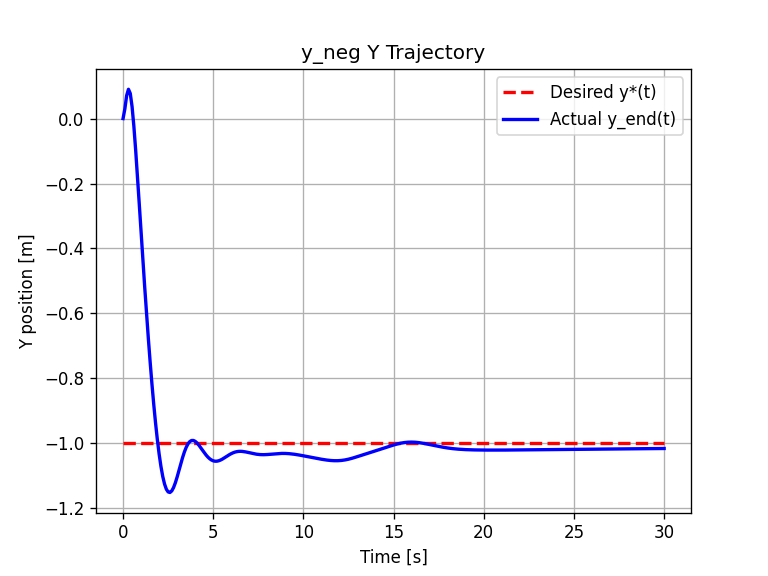 y_neg Y Trajectory
Desired y*(t)
Actual y_end(t)
Y position [m]
0.0
−0.2
−0.4
−0.6
−0.8
−1.0
−1.2
0 5 10 15 20 25 30
Time [s]